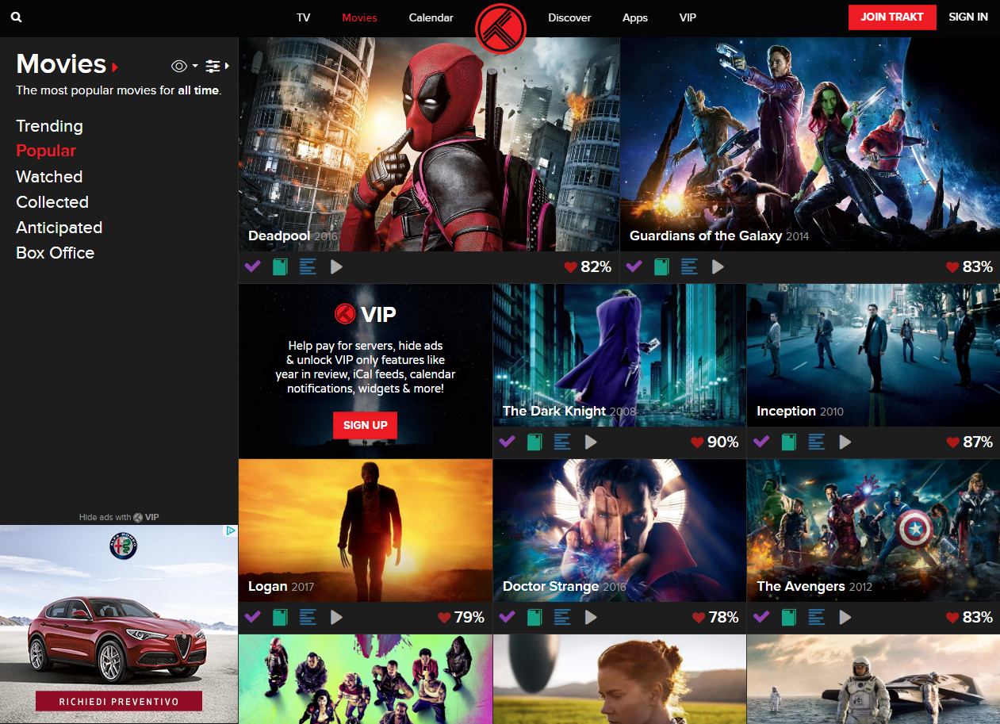 TV
Movies
Calendar
Discover
Apps
VIP
JOIN TRAKT
SIGN IN
Movies
The most popular movies for all time.
Trending
Popular
Watched
Collected
Anticipated
Box Office
Hide ads with VIP
ALFA ROMEO
RICHIEDI PREVENTIVO
Deadpool 2016
82%
Guardians of the Galaxy 2014
83%
VIP
Help pay for servers, hide ads
& unlock VIP only features like
year in review, iCal feeds, calendar
notifications, widgets & more!
SIGN UP
The Dark Knight 2008
90%
Inception 2010
87%
Logan 2017
79%
Doctor Strange 2016
78%
The Avengers 2012
83%